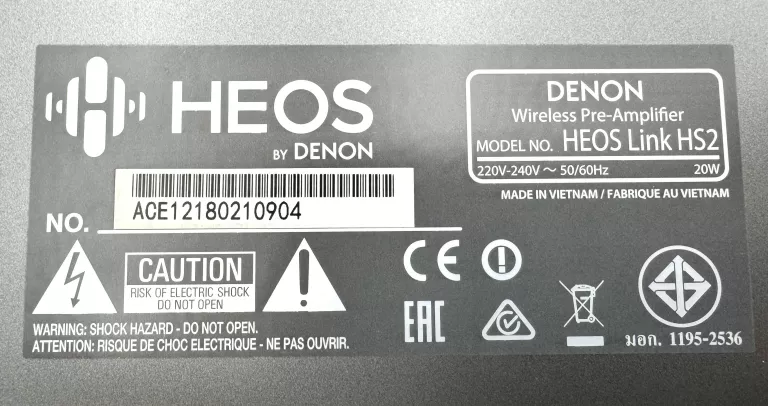 HEOS
BY DENON
DENON
Wireless Pre-Amplifier
MODEL NO. HEOS Link HS2
220V-240V ~ 50/60Hz 20W
MADE IN VIETNAM / FABRIQUE AU VIETNAM
ACE12180210904
NO.
CAUTION
RISK OF ELECTRIC SHOCK
DO NOT OPEN
WARNING: SHOCK HAZARD - DO NOT OPEN.
ATTENTION: RISQUE DE CHOC ELECTRIQUE - NE PAS OUVRIR.
CE
EAC
มอก. 1195-2536